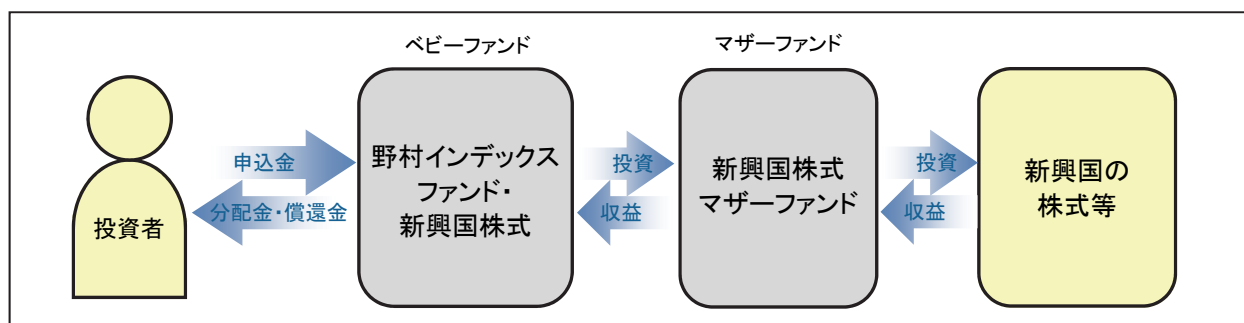 ベビーファンド
マザーファンド
投資者
申込金
分配金・償還金
野村インデックス
ファンド・
新興国株式
投資
収益
新興国株式
マザーファンド
投資
収益
新興国の
株式等